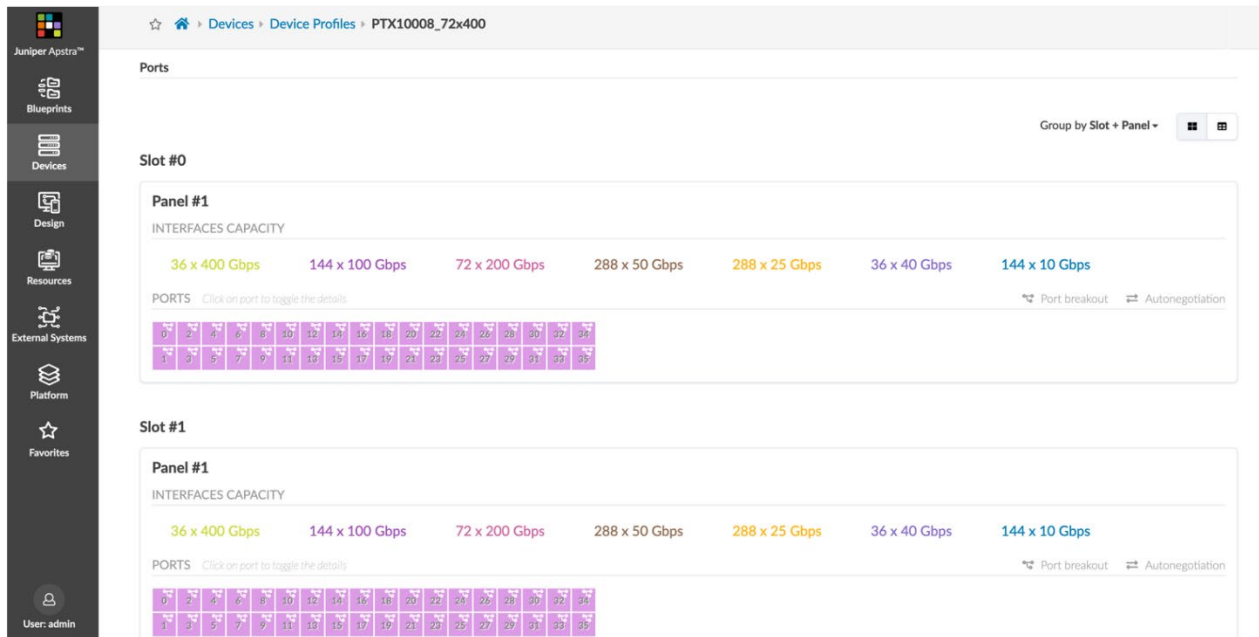 Juniper Apstra™
Devices Device Profiles PTX10008_72x400
Ports
Blueprints
Devices
Design
Resources
External Systems
Platform
Favorites
User: admin
Group by Slot + Panel
Slot #0
Panel #1
INTERFACES CAPACITY
36 x 400 Gbps 144 x 100 Gbps 72 x 200 Gbps 288 x 50 Gbps 288 x 25 Gbps 36 x 40 Gbps 144 x 10 Gbps
PORTS Click on port to toggle the details Port breakout Autonegotiation
0 2 4 6 8 10 12 14 16 18 20 22 24 26 28 30 32 34
1 3 5 7 9 11 13 15 17 19 21 23 25 27 29 31 33 35
Slot #1
Panel #1
INTERFACES CAPACITY
36 x 400 Gbps 144 x 100 Gbps 72 x 200 Gbps 288 x 50 Gbps 288 x 25 Gbps 36 x 40 Gbps 144 x 10 Gbps
PORTS Click on port to toggle the details Port breakout Autonegotiation
0 2 4 6 8 10 12 14 16 18 20 22 24 26 28 30 32 34
1 3 5 7 9 11 13 15 17 19 21 23 25 27 29 31 33 35